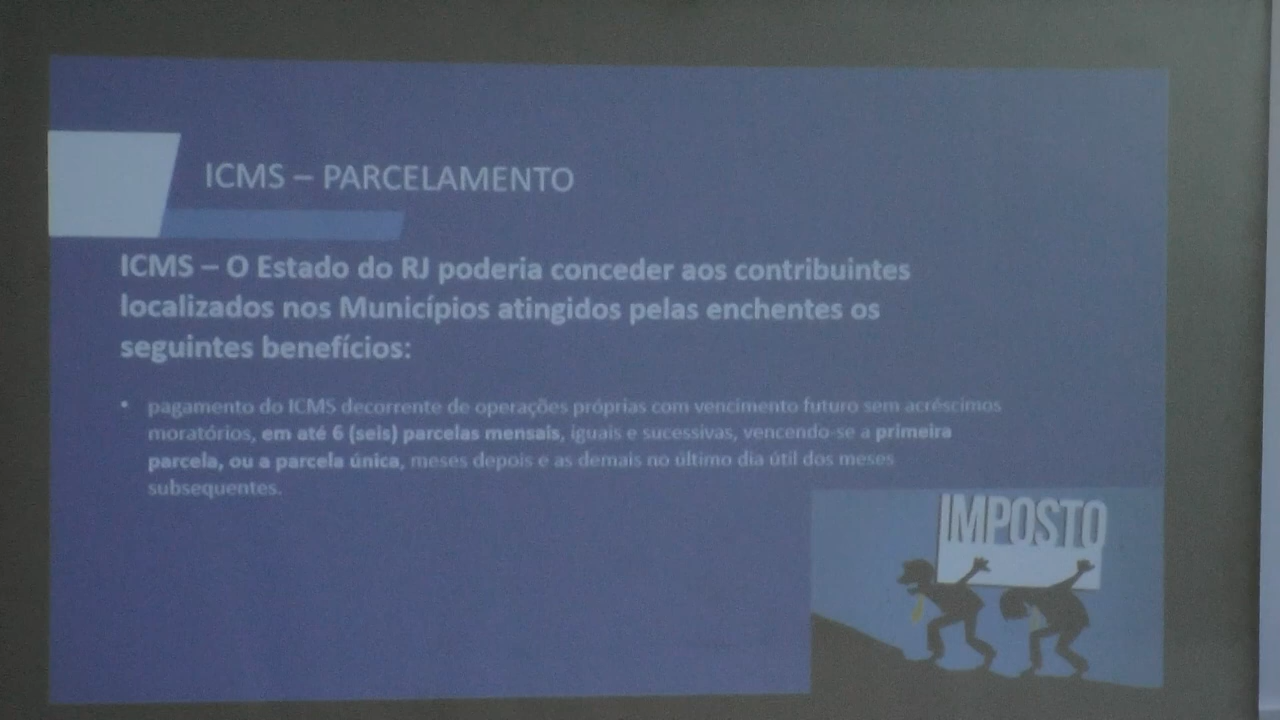 ICMS – PARCELAMENTO
ICMS – O Estado do RJ poderia conceder aos contribuintes
localizados nos Municípios atingidos pelas enchentes os
seguintes benefícios:
• pagamento do ICMS decorrente de operações próprias com vencimento futuro sem acréscimos
moratórios, em até 6 (seis) parcelas mensais, iguais e sucessivas, vencendo-se a primeira
parcela, ou a parcela única, meses depois e as demais no último dia útil dos meses
subsequentes.
IMPOSTO